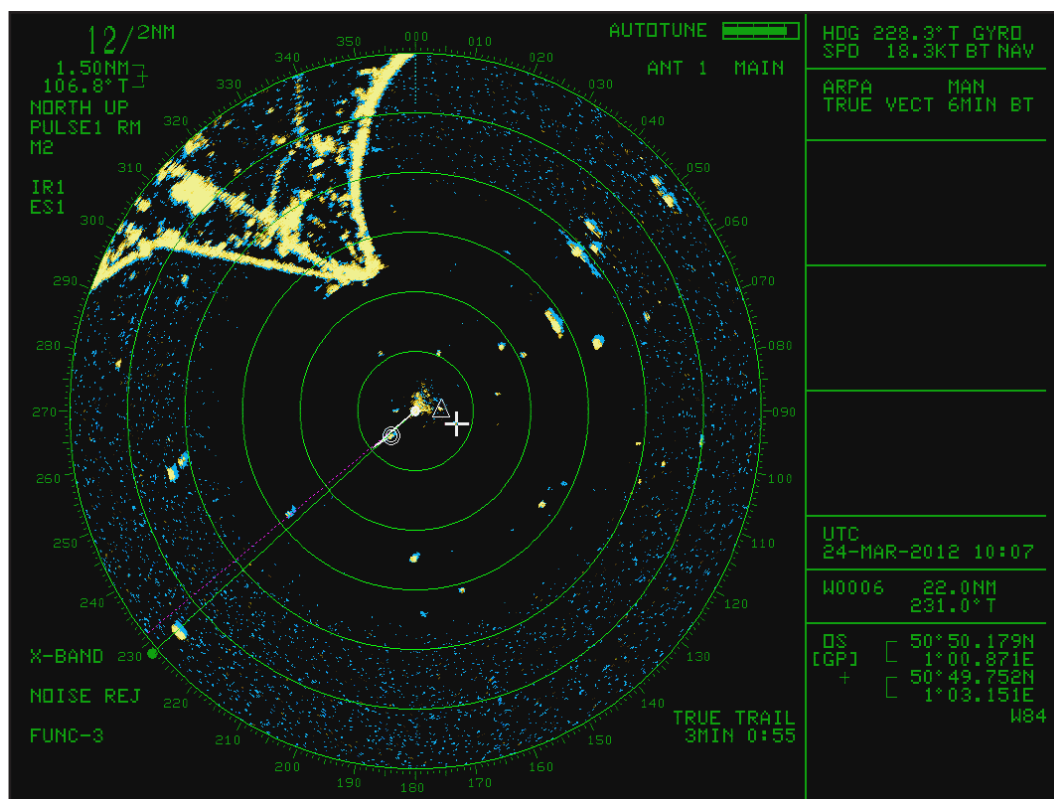 12/2NM
1.50NM
106.8°T
NORTH UP
PULSE1 RM
M2
IR1
ES1
AUTOTUNE
ANT 1 MAIN
350 000 010
340 020
330 030
320 040
310 050
300 060
290 070
280 080
270 090
260 100
250 110
240 120
230 130
220 140
210 150
200 160
190 180 170
X-BAND
NOISE REJ
FUNC-3
TRUE TRAIL
3MIN 0:55
HDG 228.3°T GYRO
SPD 18.3KT BT NAV
ARPA MAN
TRUE VECT 6MIN BT
UTC
24-MAR-2012 10:07
W0006 22.0NM
231.0°T
OS 50°50.179N
[GP] 1°00.871E
+ 50°49.752N
1°03.151E
W84